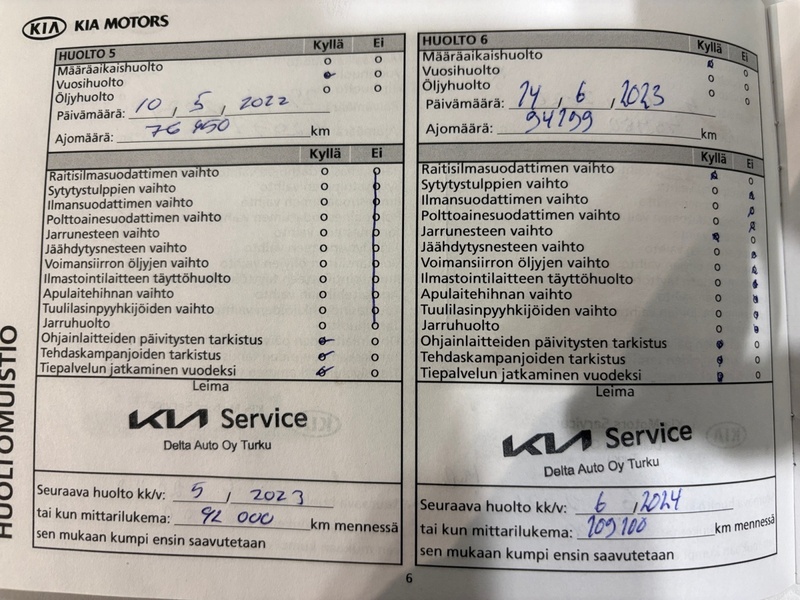 KIA KIA MOTORS
HUOLTO 5 Kyllä Ei
Määräaikaishuolto o o
Vuosihuolto o
Öljyhuolto o o
Päivämäärä: 10 , 5 , 2022
Ajomäärä: 76 950 km
Kyllä Ei
Raitisilmasuodattimen vaihto o o
Sytytystulppien vaihto o o
Ilmansuodattimen vaihto o o
Polttoainesuodattimen vaihto o o
Jarrunesteen vaihto o o
Jäähdytysnesteen vaihto o o
Voimansiirron öljyjen vaihto o o
Ilmastointilaitteen täyttöhuolto o o
Apulaitehihnan vaihto o o
Tuulilasinpyyhkijöiden vaihto o o
Jarruhuolto o o
Ohjainlaitteiden päivitysten tarkistus o o
Tehdaskampanjoiden tarkistus o o
Tiepalvelun jatkaminen vuodeksi o o
Leima
KIA Service
Delta Auto Oy Turku
Seuraava huolto kk/v: 5 / 2023
tai kun mittarilukema: 92 000 km mennessä
sen mukaan kumpi ensin saavutetaan
HUOLTO 6 Kyllä Ei
Määräaikaishuolto o o
Vuosihuolto o o
Öljyhuolto o o
Päivämäärä: 14 , 6 , 2023
Ajomäärä: 94199 km
Kyllä Ei
Raitisilmasuodattimen vaihto o o
Sytytystulppien vaihto o o
Ilmansuodattimen vaihto o o
Polttoainesuodattimen vaihto o o
Jarrunesteen vaihto o o
Jäähdytysnesteen vaihto o o
Voimansiirron öljyjen vaihto o o
Ilmastointilaitteen täyttöhuolto o o
Apulaitehihnan vaihto o o
Tuulilasinpyyhkijöiden vaihto o o
Jarruhuolto o o
Ohjainlaitteiden päivitysten tarkistus o o
Tehdaskampanjoiden tarkistus o o
Tiepalvelun jatkaminen vuodeksi o o
Leima
KIA Service
Delta Auto Oy Turku
Seuraava huolto kk/v: 6 , 2024
tai kun mittarilukema: 109100 km mennessä
sen mukaan kumpi ensin saavutetaan
HUOLTOMUISTIO
6